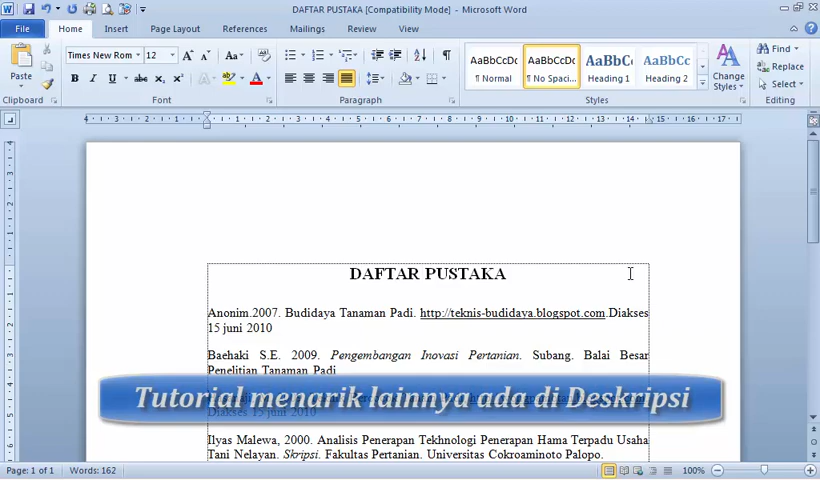 DAFTAR PUSTAKA [Compatibility Mode] - Microsoft Word
File Home Insert Page Layout References Mailings Review View
Paste
Times New Rom 12
Clipboard Font Paragraph Styles Editing
AaBbCcDc AaBbCcDc AaBbC AaBbCc
¶ Normal ¶ No Spaci... Heading 1 Heading 2
Change Styles
Find
Replace
Select
DAFTAR PUSTAKA
Anonim.2007. Budidaya Tanaman Padi. http://teknis-budidaya.blogspot.com.Diakses
15 juni 2010
Baehaki S.E. 2009. Pengembangan Inovasi Pertanian. Subang. Balai Besar
Penelitian Tanaman Padi
Tutorial menarik lainnya ada di Deskripsi
Diakses 15 juni 2010
Ilyas Malewa, 2000. Analisis Penerapan Tekhnologi Penerapan Hama Terpadu Usaha
Tani Nelayan. Skripsi. Fakultas Pertanian. Universitas Cokroaminoto Palopo.
Page: 1 of 1 Words: 162 100%